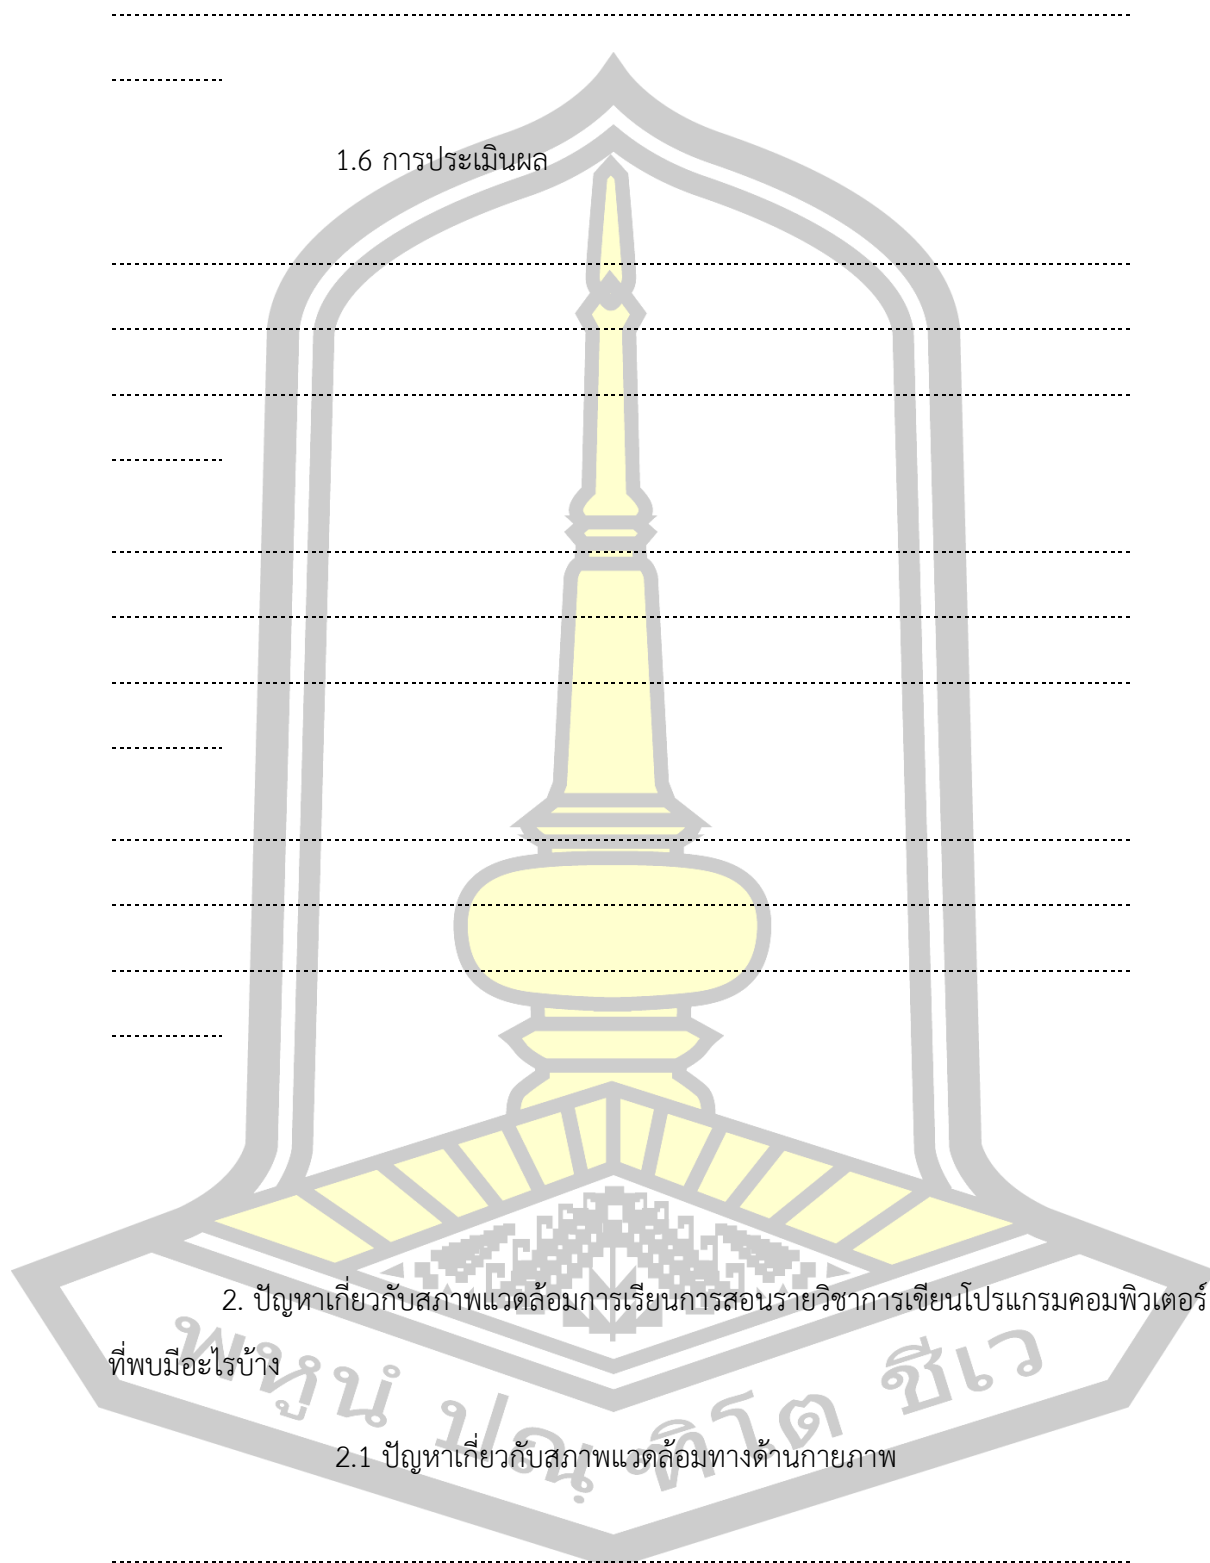 1.6 การประเมินผล
2. ปัญหาเกี่ยวกับสภาพแวดล้อมการเรียนการสอนรายวิชาการเขียนโปรแกรมคอมพิวเตอร์
ที่พบมีอะไรบ้าง
พหูนํ ปณฺฑิโต ชีเว
2.1 ปัญหาเกี่ยวกับสภาพแวดล้อมทางด้านกายภาพ